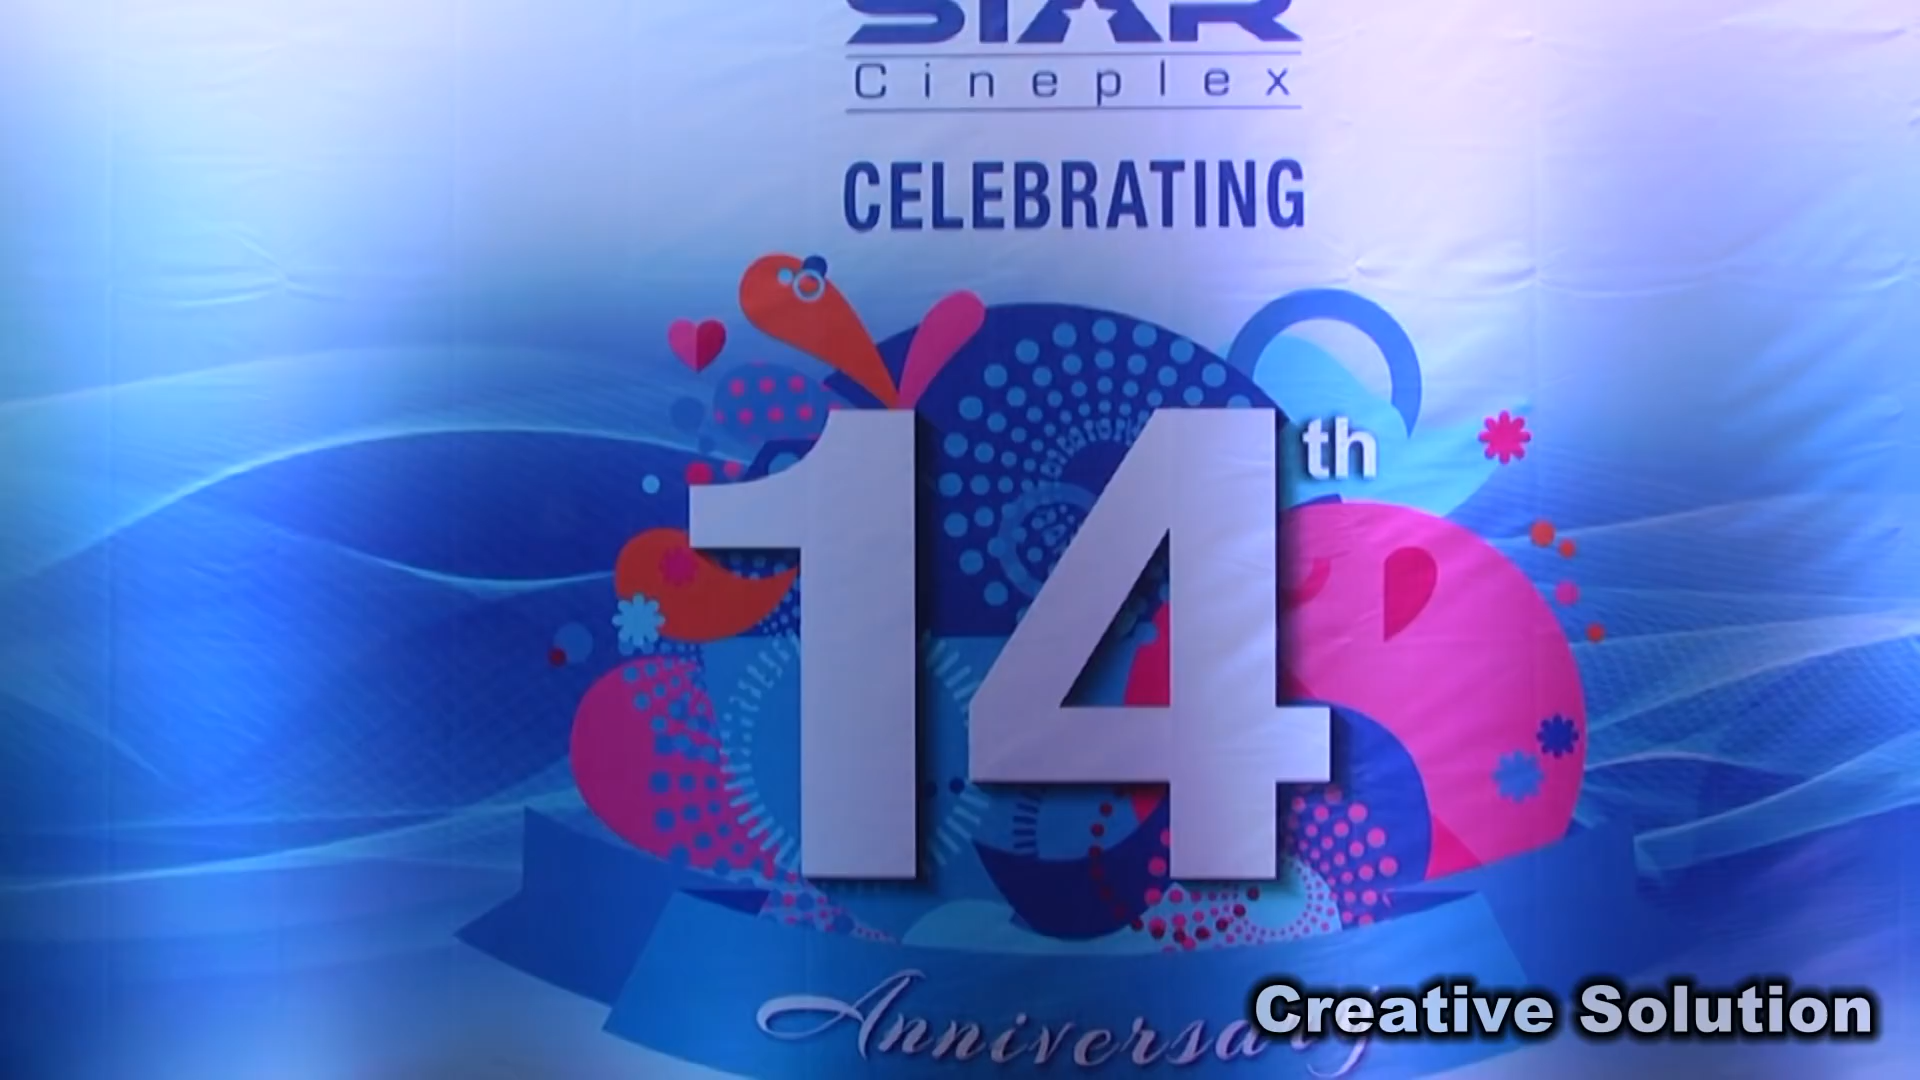 STAR
Cineplex
CELEBRATING
14th
Anniversary
Creative Solution